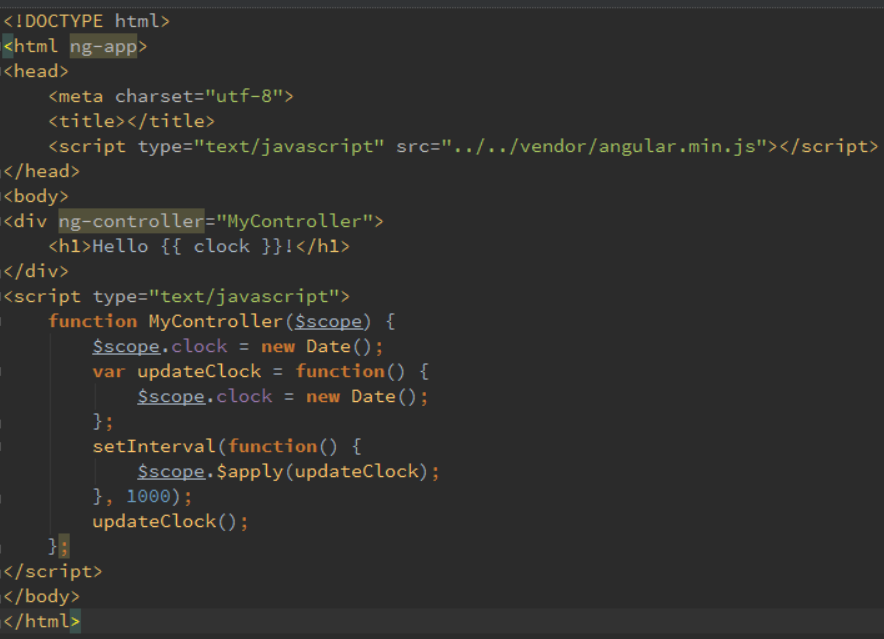 <!DOCTYPE html>
<html ng-app>
<head>
    <meta charset="utf-8">
    <title></title>
    <script type="text/javascript" src="../../vendor/angular.min.js"></script>
</head>
<body>
<div ng-controller="MyController">
    <h1>Hello {{ clock }}!</h1>
</div>
<script type="text/javascript">
    function MyController($scope) {
        $scope.clock = new Date();
        var updateClock = function() {
            $scope.clock = new Date();
        };
        setInterval(function() {
            $scope.$apply(updateClock);
        }, 1000);
        updateClock();
    };
</script>
</body>
</html>